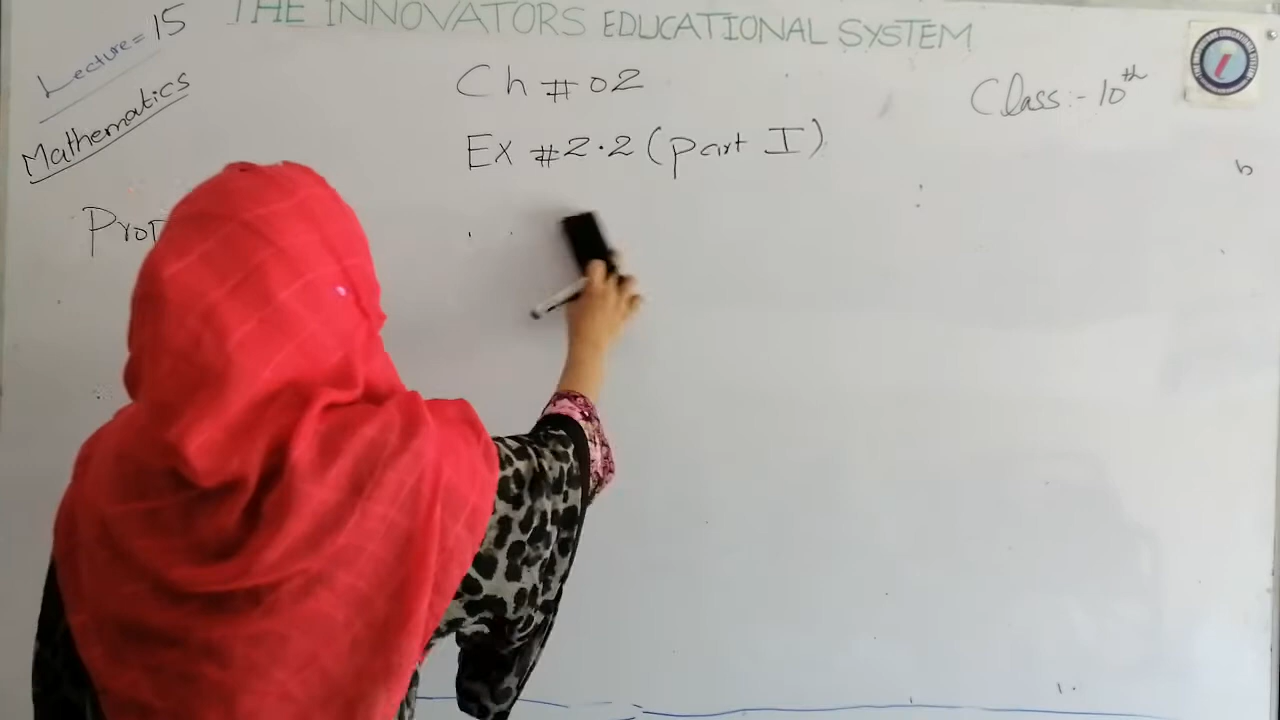 THE INNOVATORS EDUCATIONAL SYSTEM
Lecture = 15
Mathematics
Ch # 02
Class:- 10th
Ex # 2.2 (part I)
b